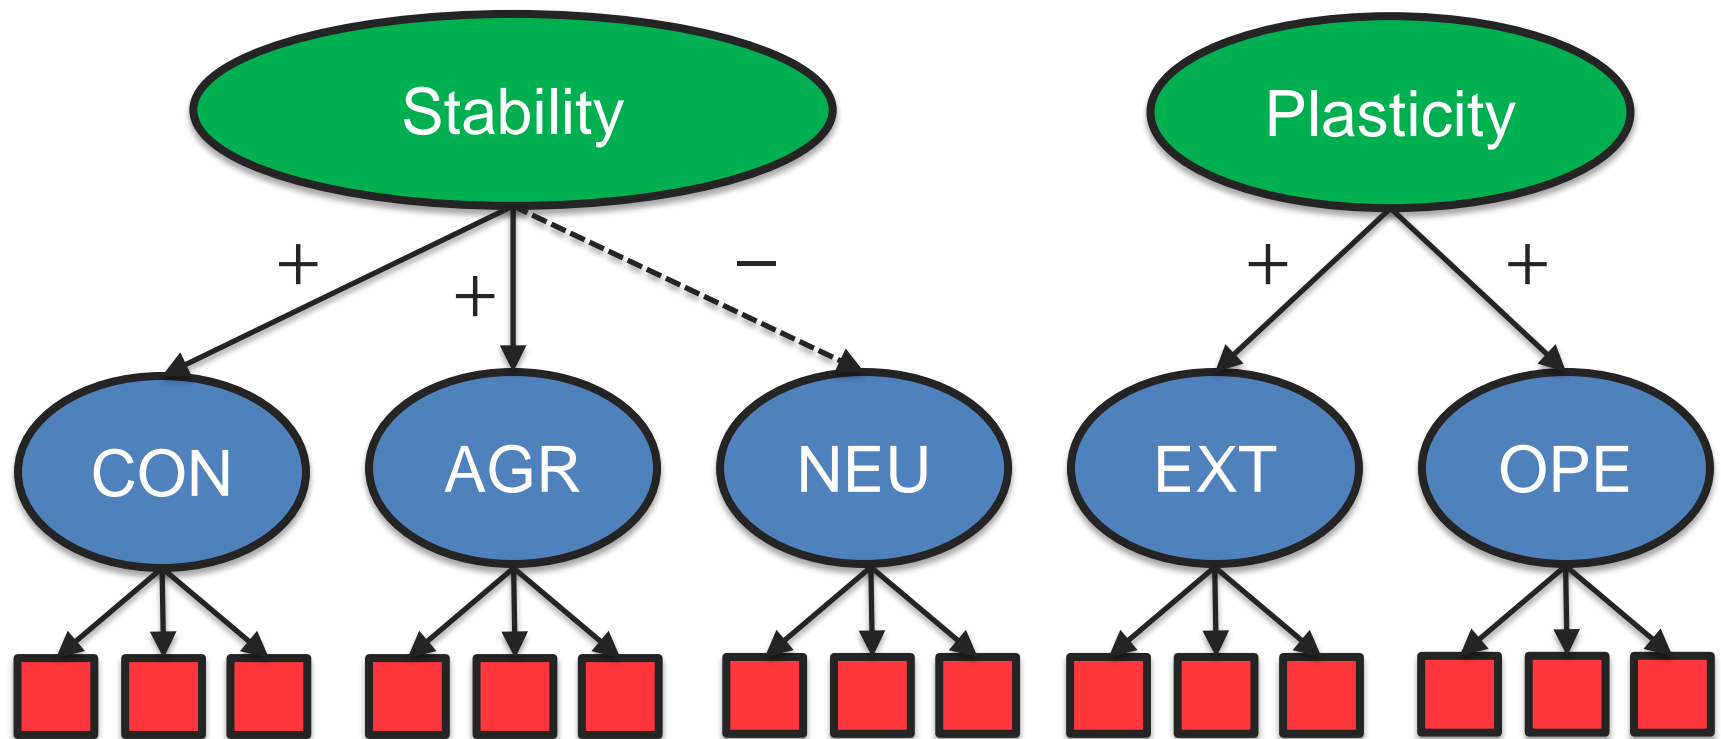 Stability
Plasticity
+
+
−
+
+
CON
AGR
NEU
EXT
OPE